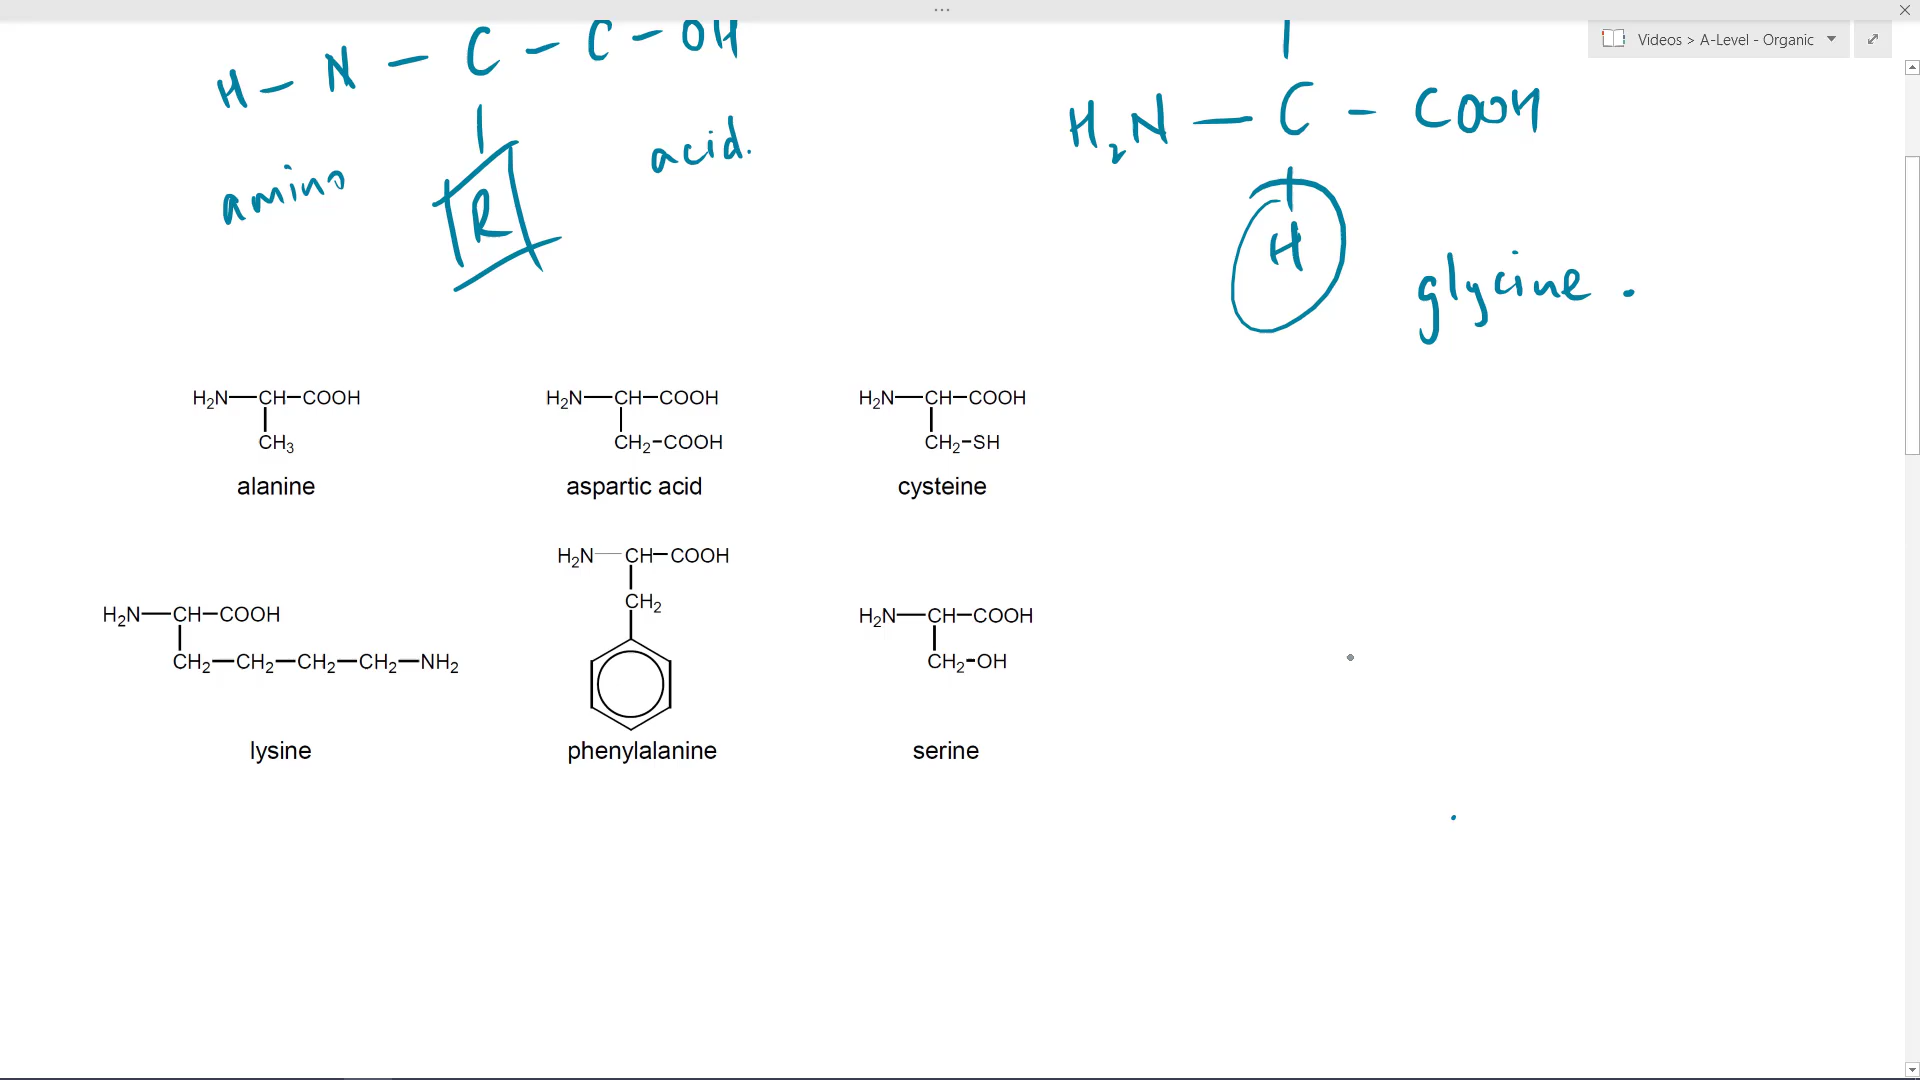 ...
Videos > A-Level - Organic
H - N - C - C - OH
R
amino
acid.
H₂N - C - COOH
H
glycine.
H₂N—CH—COOH
CH₃
alanine
H₂N—CH—COOH
CH₂-COOH
aspartic acid
H₂N—CH—COOH
CH₂-SH
cysteine
H₂N—CH—COOH
CH₂—CH₂—CH₂—CH₂—NH₂
lysine
H₂N—CH—COOH
CH₂
phenylalanine
H₂N—CH—COOH
CH₂-OH
serine